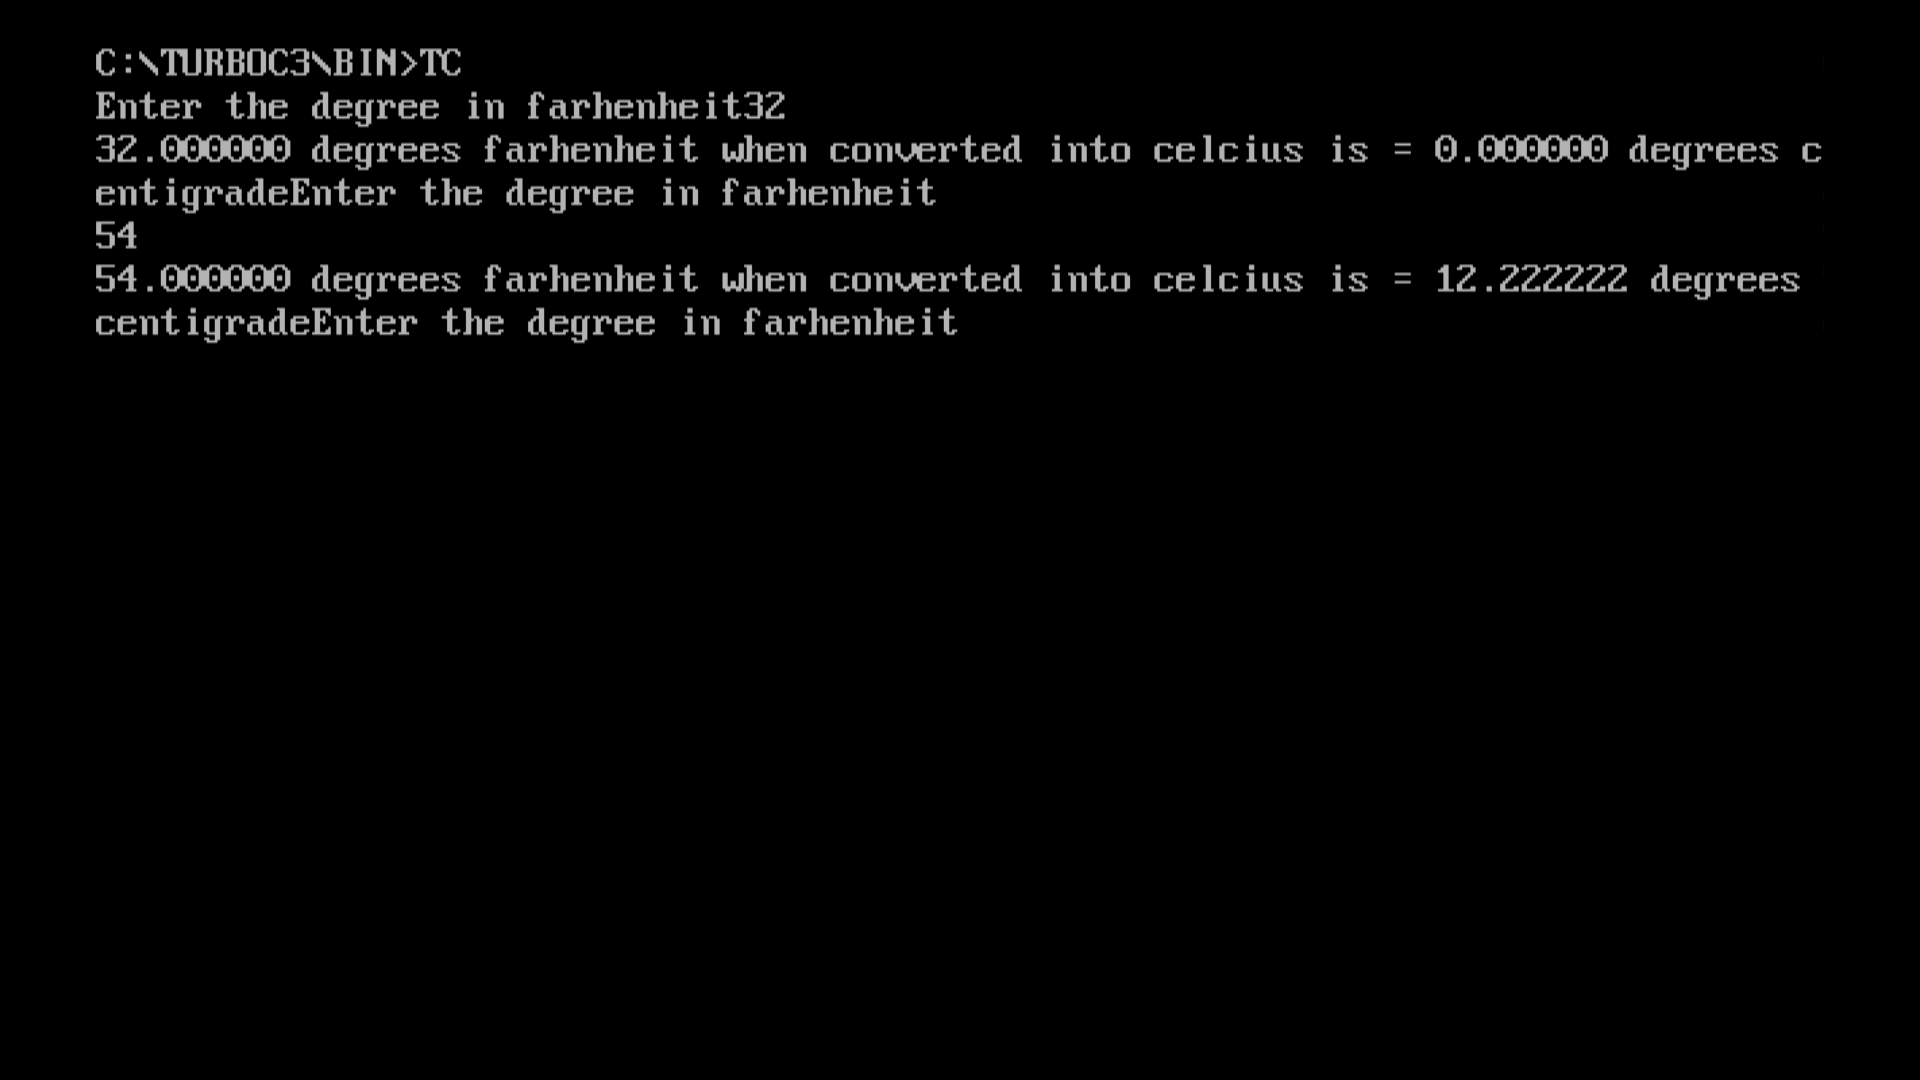 C:\TURBOC3\BIN>TC
Enter the degree in farhenheit32
32.000000 degrees farhenheit when converted into celcius is = 0.000000 degrees c
entigradeEnter the degree in farhenheit
54
54.000000 degrees farhenheit when converted into celcius is = 12.222222 degrees
centigradeEnter the degree in farhenheit